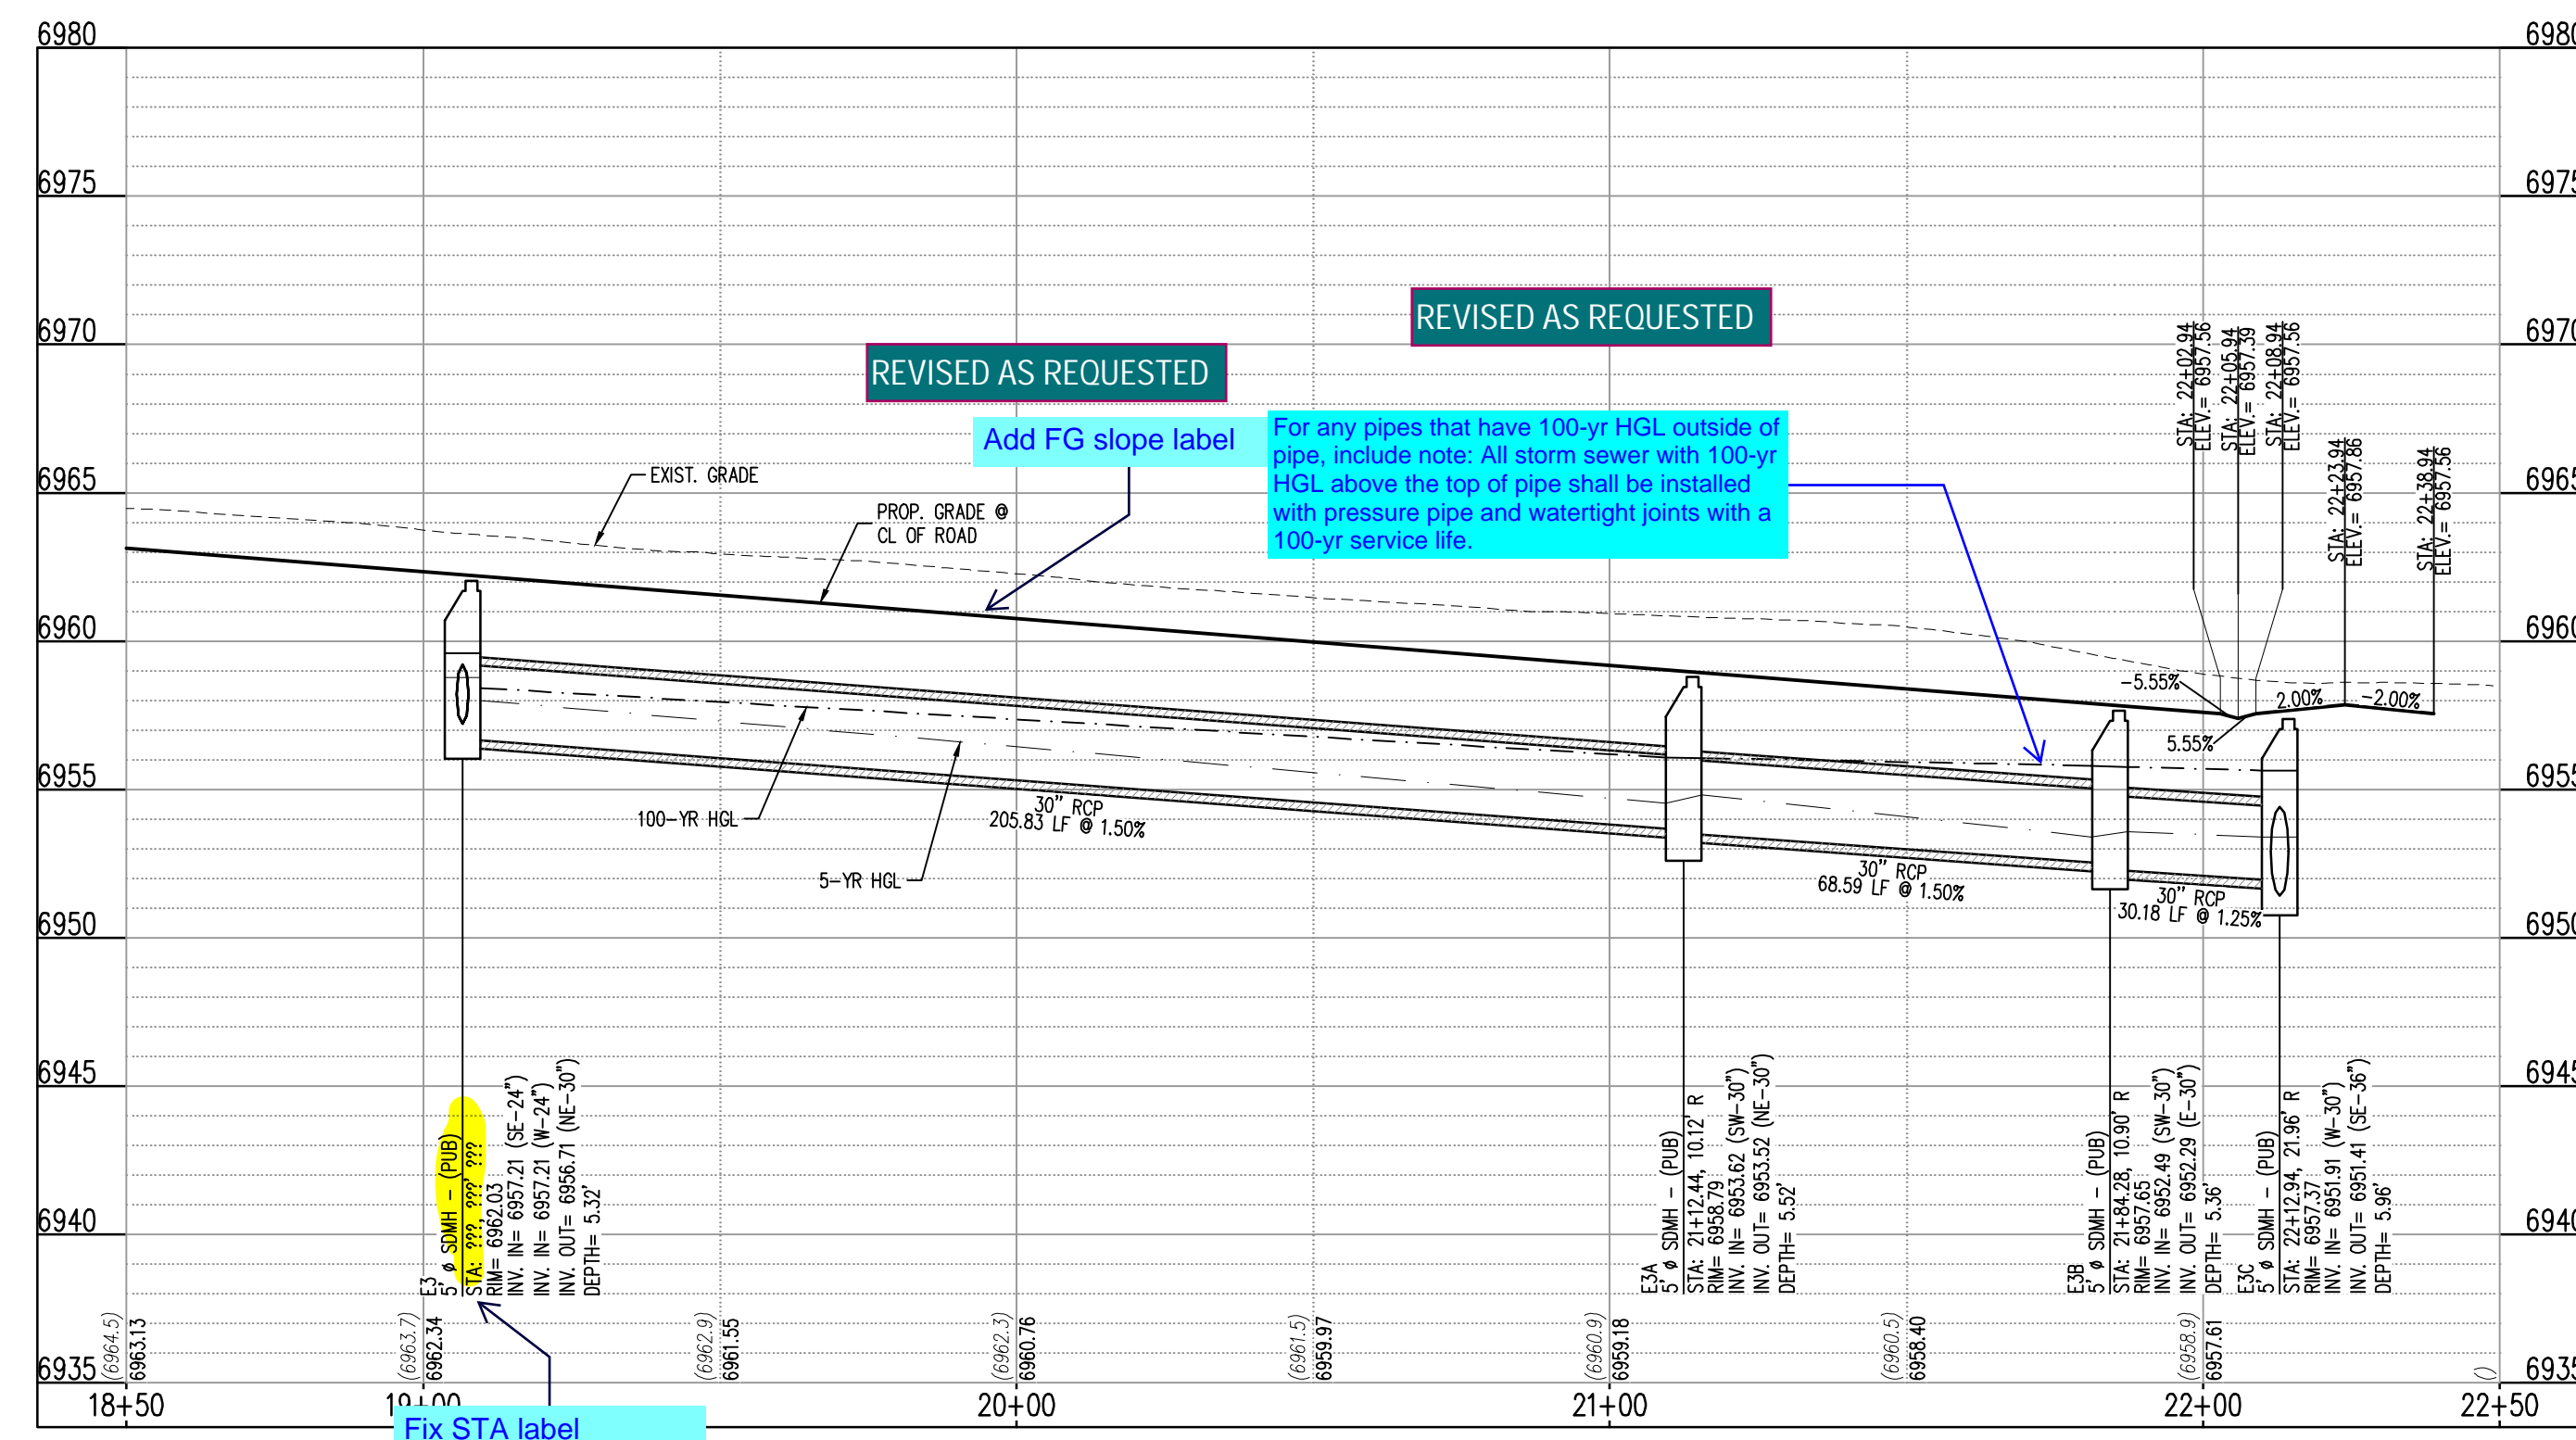 6980
6980
6975
6975
6970
6970
6965
6965
6960
6960
6955
6955
6950
6950
6945
6945
6940
6940
6935
6935
REVISED AS REQUESTED
REVISED AS REQUESTED
Add FG slope label
For any pipes that have 100-yr HGL outside of
pipe, include note: All storm sewer with 100-yr
HGL above the top of pipe shall be installed
with pressure pipe and watertight joints with a
100-yr service life.
EXIST. GRADE
PROP. GRADE @
CL OF ROAD
STA: 22+02.94
ELEV.= 6957.56
STA: 22+05.94
ELEV.= 6957.39
STA: 22+08.94
ELEV.= 6957.56
STA: 22+23.94
ELEV.= 6957.86
STA: 22+38.94
ELEV.= 6957.56
-5.55%
2.00%
-2.00%
5.55%
100-YR HGL
5-YR HGL
30" RCP
205.83 LF @ 1.50%
30" RCP
68.59 LF @ 1.50%
30" RCP
30.18 LF @ 1.25%
E3
5' ø SDMH - (PUB)
STA: ???, ???' ???
RIM= 6962.03
INV. IN= 6957.21 (SE-24")
INV. IN= 6957.21 (W-24")
INV. OUT= 6956.71 (NE-30")
DEPTH= 5.32'
E3A
5' ø SDMH - (PUB)
STA: 21+12.44, 10.12' R
RIM= 6958.79
INV. IN= 6953.62 (SW-30")
INV. OUT= 6953.52 (NE-30")
DEPTH= 5.52'
E3B
5' ø SDMH - (PUB)
STA: 21+84.28, 10.90' R
RIM= 6957.65
INV. IN= 6952.49 (SW-30")
INV. OUT= 6952.29 (E-30")
DEPTH= 5.36'
E3C
5' ø SDMH - (PUB)
STA: 22+12.94, 21.96' R
RIM= 6957.37
INV. IN= 6951.91 (W-30")
INV. OUT= 6951.41 (SE-36")
DEPTH= 5.96'
(6964.5)
6963.13
(6963.7)
6962.34
(6962.9)
6961.55
(6962.3)
6960.76
(6961.5)
6959.97
(6960.9)
6959.18
(6960.5)
6958.40
(6958.9)
6957.61
()
18+50
19+00
20+00
21+00
22+00
22+50
Fix STA label